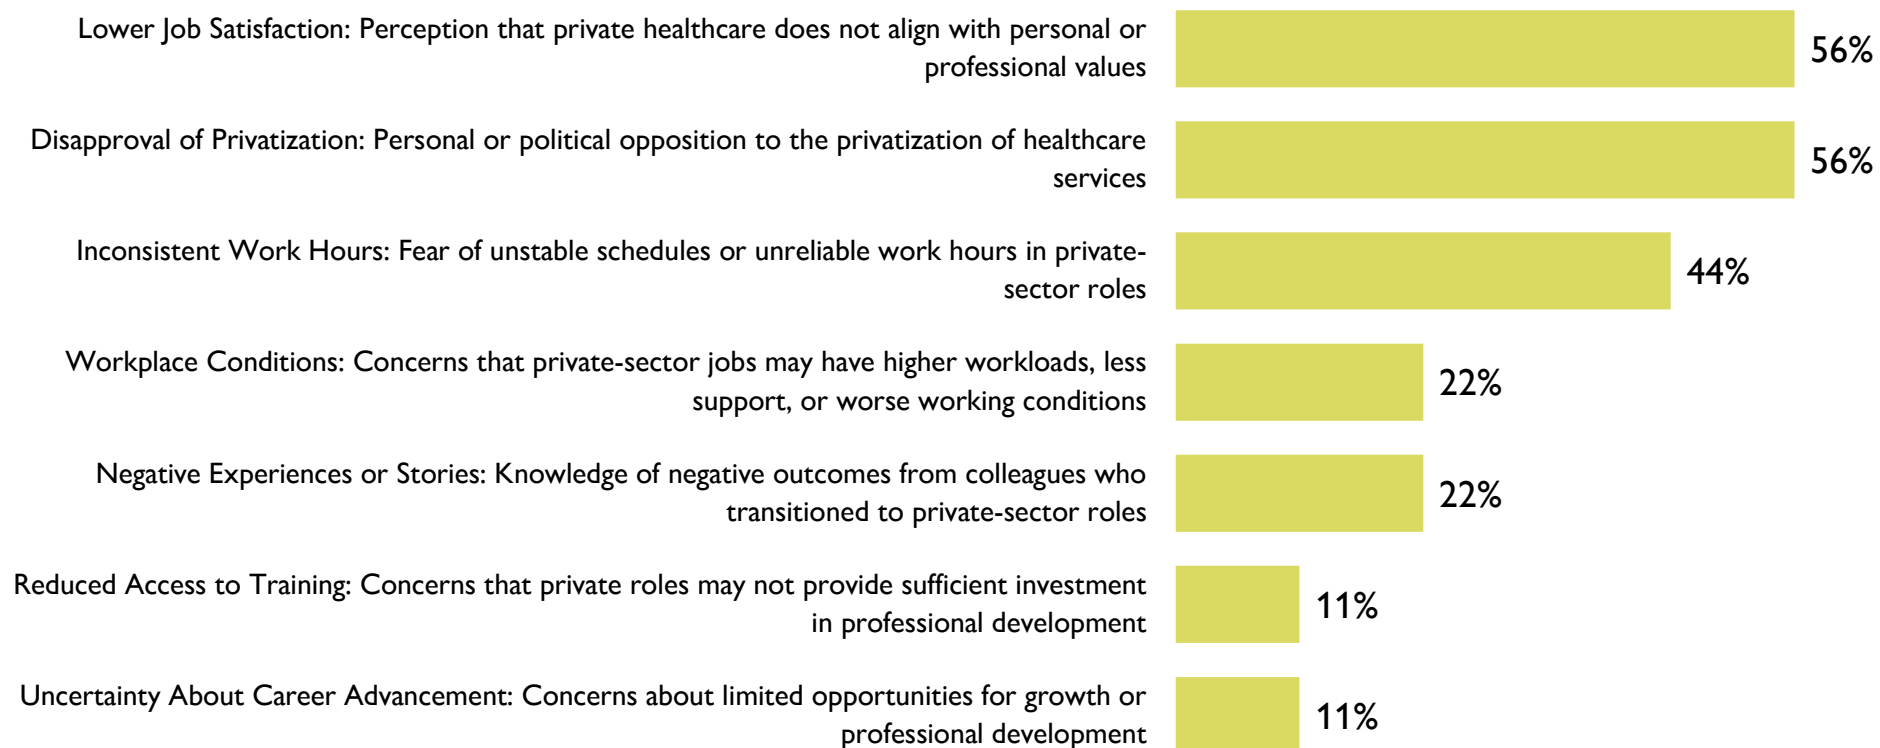 Lower Job Satisfaction: Perception that private healthcare does not align with personal or
professional values
56%
Disapproval of Privatization: Personal or political opposition to the privatization of healthcare
services
56%
Inconsistent Work Hours: Fear of unstable schedules or unreliable work hours in private-
sector roles
44%
Workplace Conditions: Concerns that private-sector jobs may have higher workloads, less
support, or worse working conditions
22%
Negative Experiences or Stories: Knowledge of negative outcomes from colleagues who
transitioned to private-sector roles
22%
Reduced Access to Training: Concerns that private roles may not provide sufficient investment
in professional development
11%
Uncertainty About Career Advancement: Concerns about limited opportunities for growth or
professional development
11%